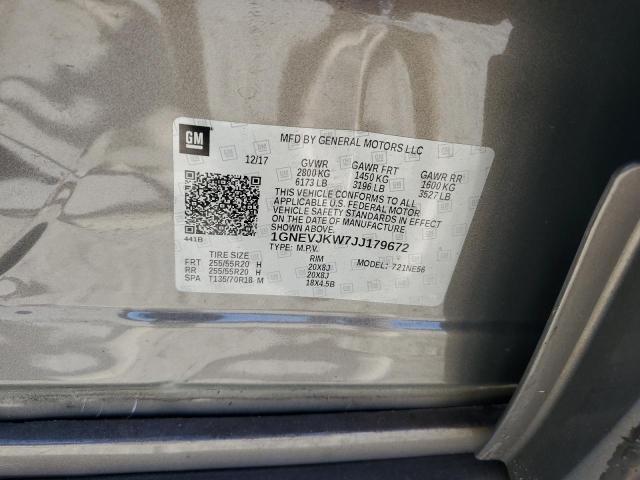 GM
MFD BY GENERAL MOTORS LLC
12/17 GVWR GAWR FRT GAWR RR
2800 KG 1450 KG 1600 KG
6173 LB 3196 LB 3527 LB
THIS VEHICLE CONFORMS TO ALL
APPLICABLE U.S. FEDERAL MOTOR
VEHICLE SAFETY STANDARDS IN
EFFECT ON THE DATE OF MANUFACTURE
SHOWN ABOVE.
441B
1GNEVJKW7JJ179672
TYPE: M.P.V.
TIRE SIZE RIM MODEL: 721NE56
FRT 255/55R20 H 20X8J
RR 255/55R20 H 20X8J
SPA T135/70R18 M 18X4.5B